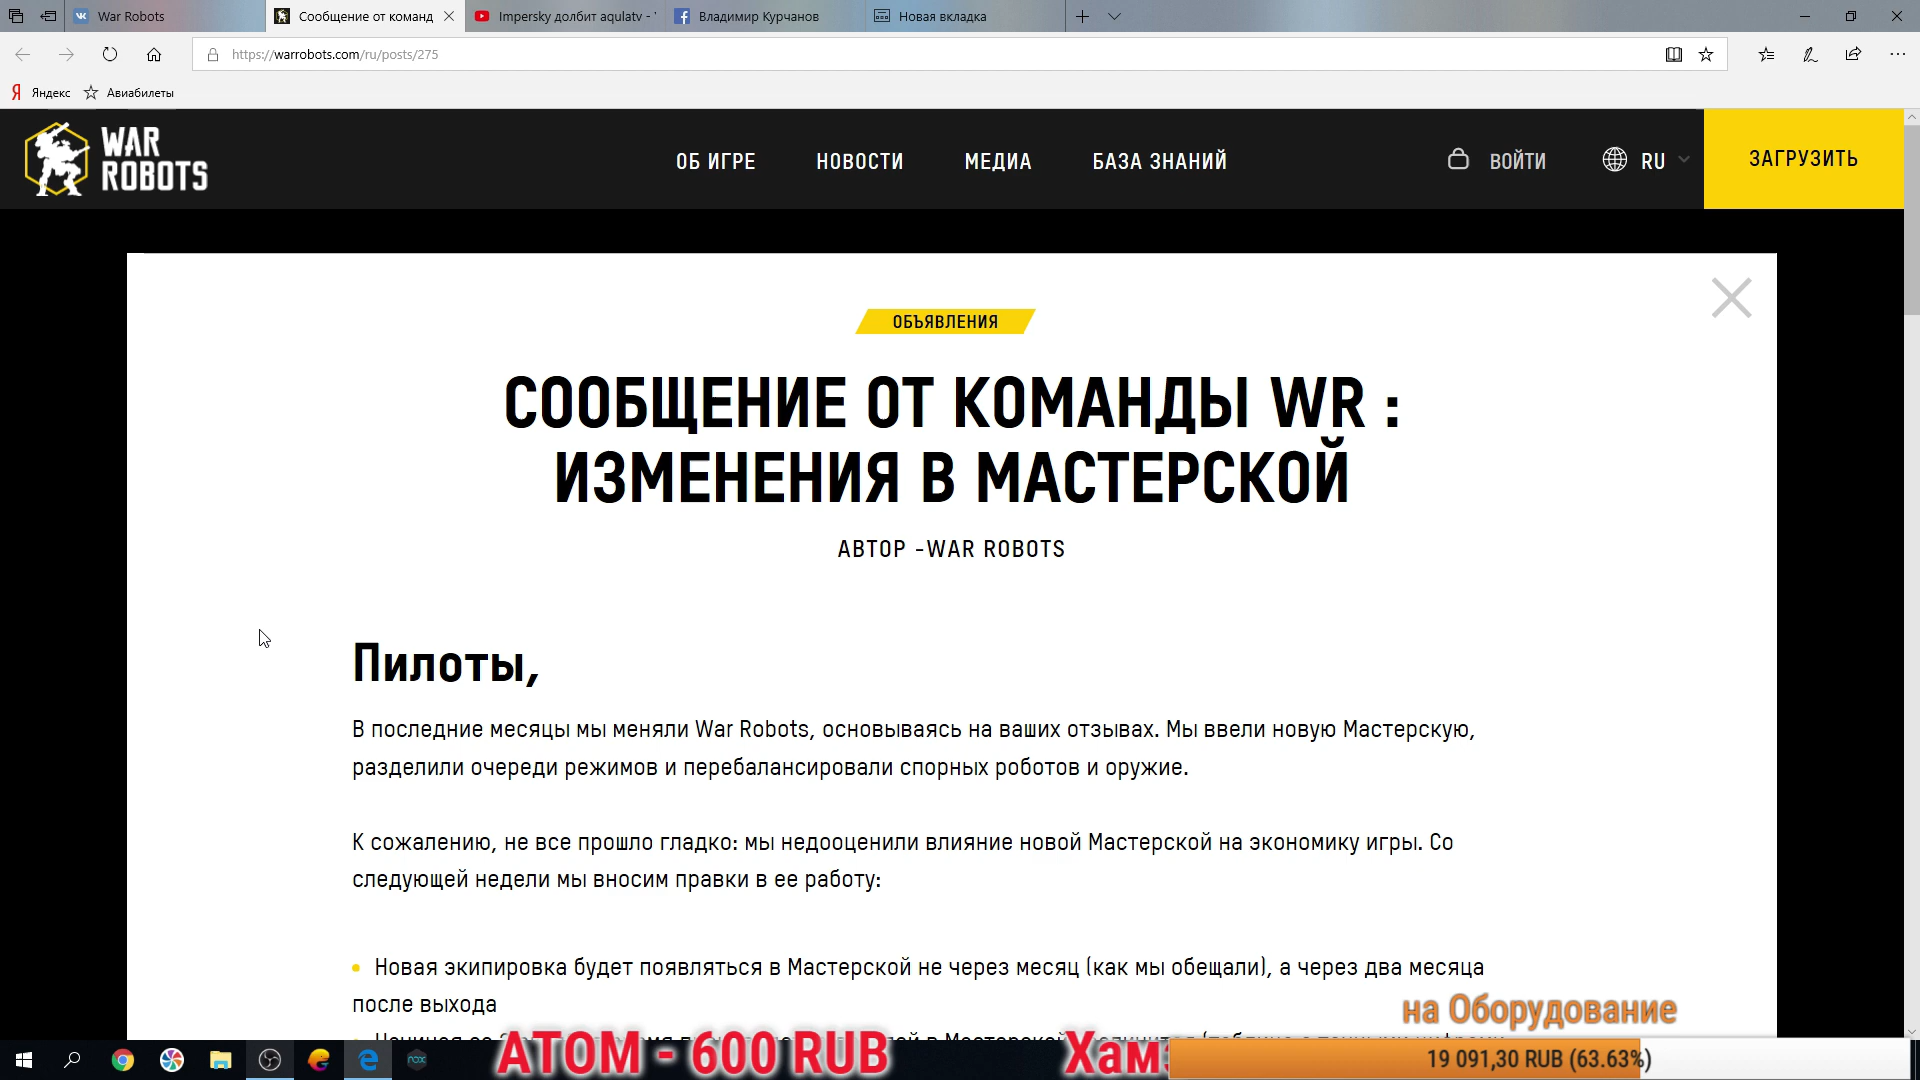 War Robots
Сообщение от команд
Impersky долбит aqulatv -
Владимир Курчанов
Новая вкладка
https://warrobots.com/ru/posts/275
Яндекс
Авиабилеты
WAR ROBOTS
ОБ ИГРЕ
НОВОСТИ
МЕДИА
БАЗА ЗНАНИЙ
ВОЙТИ
RU
ЗАГРУЗИТЬ
ОБЪЯВЛЕНИЯ
СООБЩЕНИЕ ОТ КОМАНДЫ WR :
ИЗМЕНЕНИЯ В МАСТЕРСКОЙ
АВТОР -WAR ROBOTS
Пилоты,
В последние месяцы мы меняли War Robots, основываясь на ваших отзывах. Мы ввели новую Мастерскую,
разделили очереди режимов и перебалансировали спорных роботов и оружие.
К сожалению, не все прошло гладко: мы недооценили влияние новой Мастерской на экономику игры. Со
следующей недели мы вносим правки в ее работу:
Новая экипировка будет появляться в Мастерской не через месяц (как мы обещали), а через два месяца
после выхода
на Оборудование
АТОМ - 600 RUB
19 091,30 RUB (63.63%)
nox